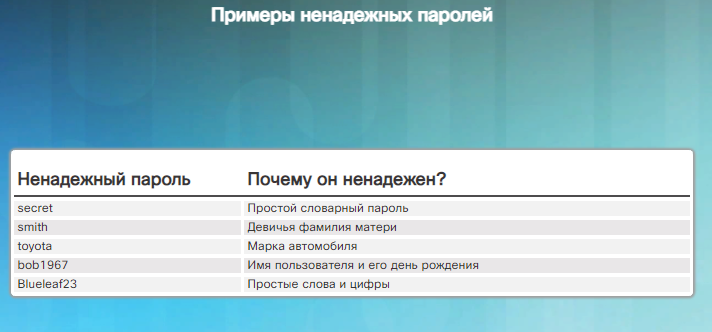 Примеры ненадежных паролей
Ненадежный пароль Почему он ненадежен?
secret Простой словарный пароль
smith Девичья фамилия матери
toyota Марка автомобиля
bob1967 Имя пользователя и его день рождения
Blueleaf23 Простые слова и цифры